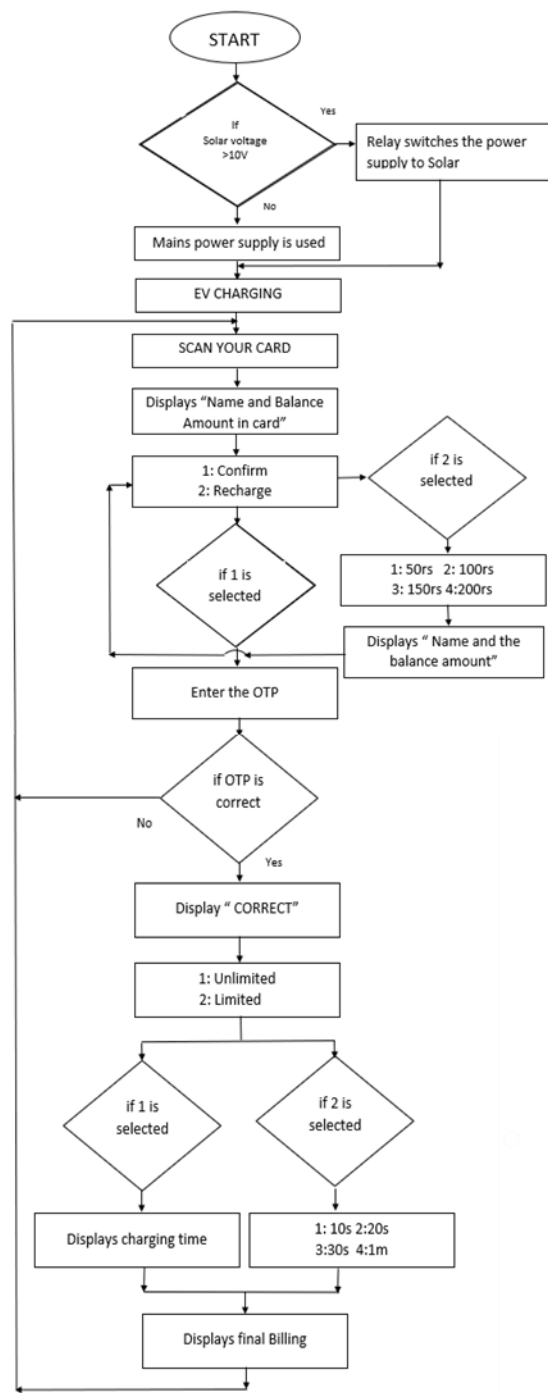 START
If
Solar voltage
>10V
Yes
Relay switches the power
supply to Solar
No
Mains power supply is used
EV CHARGING
SCAN YOUR CARD
Displays “Name and Balance
Amount in card”
1: Confirm
2: Recharge
if 2 is
selected
if 1 is
selected
1: 50rs 2: 100rs
3: 150rs 4:200rs
Displays “ Name and the
balance amount”
Enter the OTP
if OTP is
correct
No
Yes
Display “ CORRECT”
1: Unlimited
2: Limited
if 1 is
selected
if 2 is
selected
Displays charging time
1: 10s 2:20s
3:30s 4:1m
Displays final Billing